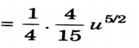 = 1/4 · 4/15 u^{5/2}